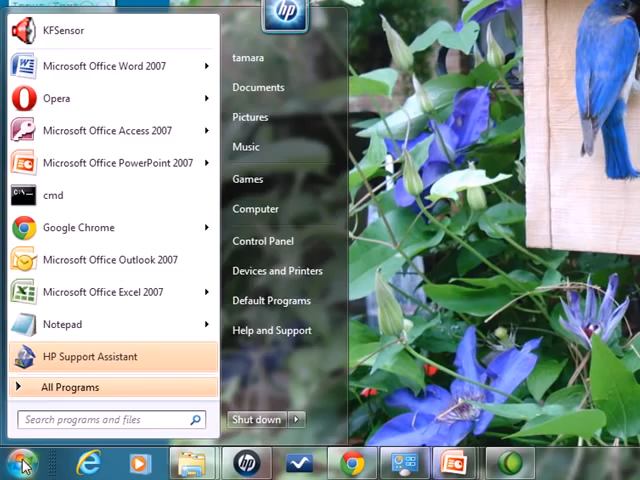 KFSensor
Microsoft Office Word 2007
Opera
Microsoft Office Access 2007
Microsoft Office PowerPoint 2007
cmd
Google Chrome
Microsoft Office Outlook 2007
Microsoft Office Excel 2007
Notepad
HP Support Assistant
All Programs
Search programs and files
hp
tamara
Documents
Pictures
Music
Games
Computer
Control Panel
Devices and Printers
Default Programs
Help and Support
Shut down
hp